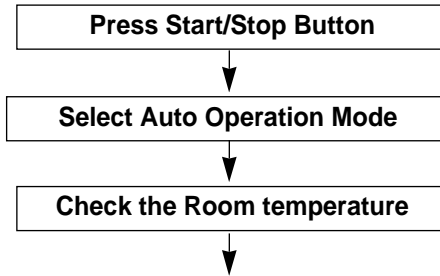 Press Start/Stop Button
Select Auto Operation Mode
Check the Room temperature